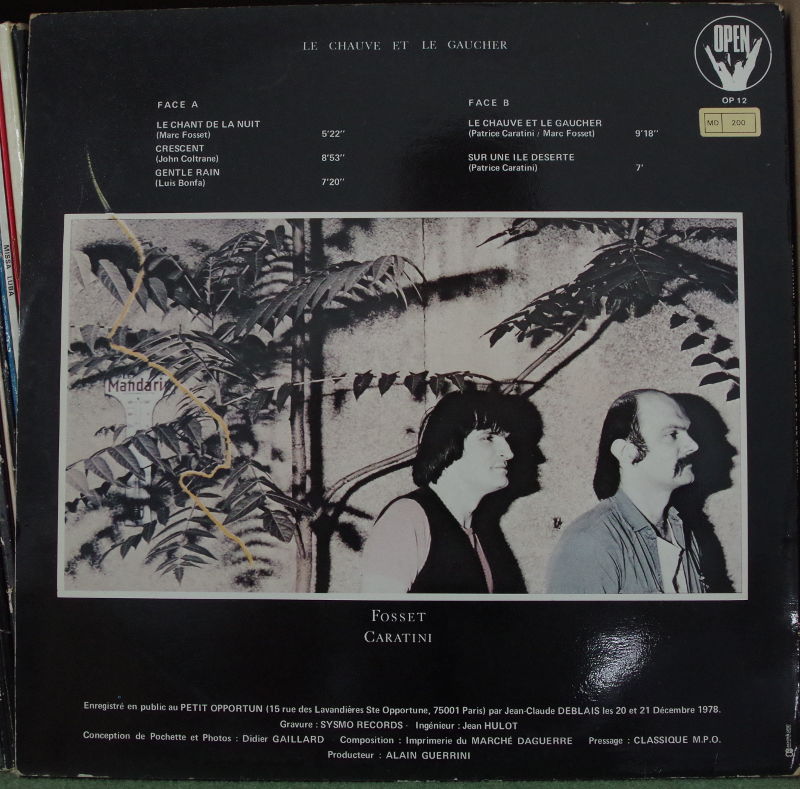 LE CHAUVE ET LE GAUCHER
OPEN
OP 12
MD 200
FACE A
LE CHANT DE LA NUIT
(Marc Fosset) 5'22''
CRESCENT
(John Coltrane) 8'53''
GENTLE RAIN
(Luis Bonfa) 7'20''
FACE B
LE CHAUVE ET LE GAUCHER
(Patrice Caratini / Marc Fosset) 9'18''
SUR UNE ILE DESERTE
(Patrice Caratini) 7'
MISSA LUBA
Mandari
FOSSET
CARATINI
Enregistré en public au PETIT OPPORTUN (15 rue des Lavandières Ste Opportune, 75001 Paris) par Jean-Claude DEBLAIS les 20 et 21 Décembre 1978.
Gravure : SYSMO RECORDS - Ingénieur : Jean HULOT
Conception de Pochette et Photos : Didier GAILLARD - Composition : Imprimerie du MARCHÉ DAGUERRE Pressage : CLASSIQUE M.P.O.
Producteur : ALAIN GUERRINI